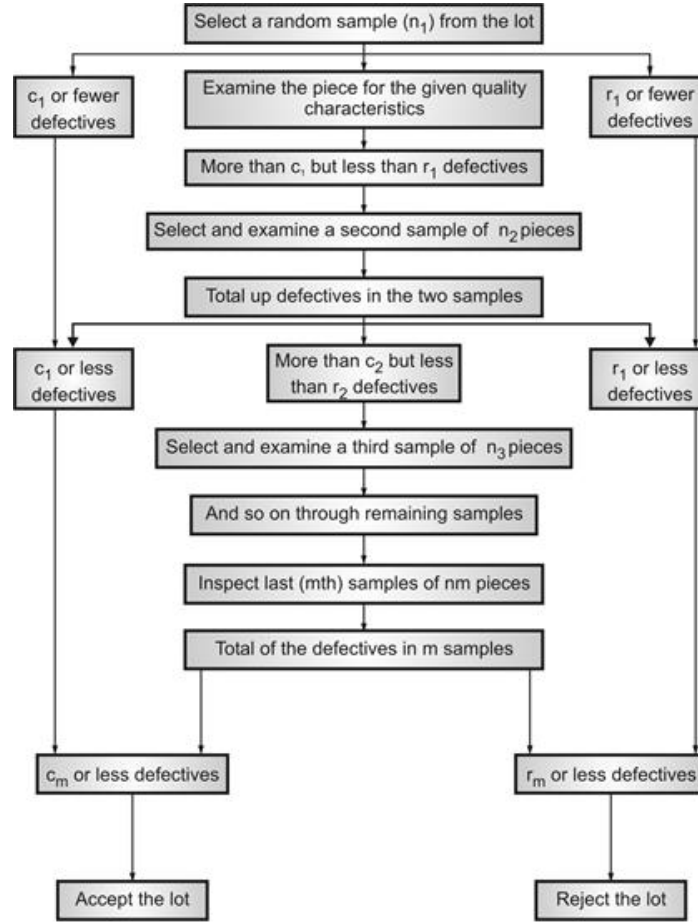 Select a random sample (n₁) from the lot
c₁ or fewer
defectives
Examine the piece for the given quality
characteristics
r₁ or fewer
defectives
More than c, but less than r₁ defectives
Select and examine a second sample of n₂ pieces
Total up defectives in the two samples
c₁ or less
defectives
More than c₂ but less
than r₂ defectives
r₁ or less
defectives
Select and examine a third sample of n₃ pieces
And so on through remaining samples
Inspect last (mth) samples of nm pieces
Total of the defectives in m samples
cₘ or less defectives
rₘ or less defectives
Accept the lot
Reject the lot